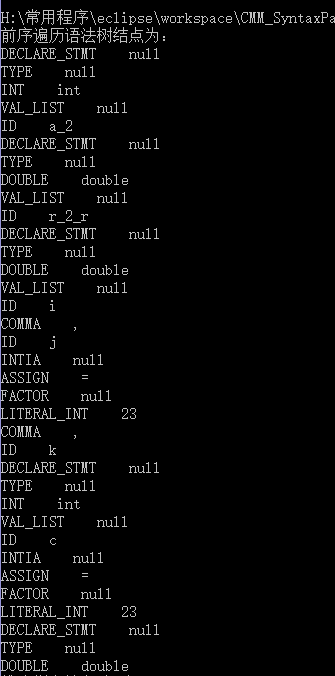 H:\常用程序\eclipse\workspace\CMM_SyntaxPa
前序遍历语法树结点为：
DECLARE_STMT    null
TYPE    null
INT    int
VAL_LIST    null
ID    a_2
DECLARE_STMT    null
TYPE    null
DOUBLE    double
VAL_LIST    null
ID    r_2_r
DECLARE_STMT    null
TYPE    null
DOUBLE    double
VAL_LIST    null
ID    i
COMMA    ,
ID    j
INTIA    null
ASSIGN    =
FACTOR    null
LITERAL_INT    23
COMMA    ,
ID    k
DECLARE_STMT    null
TYPE    null
INT    int
VAL_LIST    null
ID    c
INTIA    null
ASSIGN    =
FACTOR    null
LITERAL_INT    23
DECLARE_STMT    null
TYPE    null
DOUBLE    double